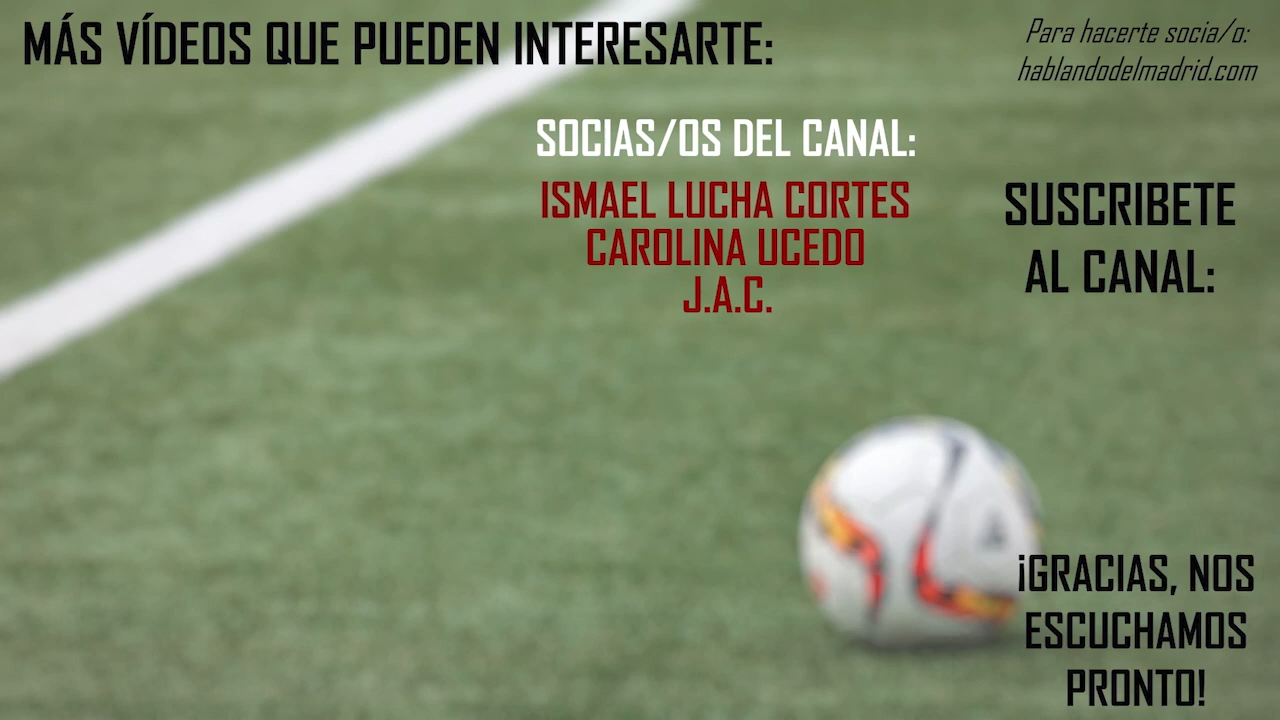 MÁS VÍDEOS QUE PUEDEN INTERESARTE:
Para hacerte socia/o:
hablandodelmadrid.com
SOCIAS/OS DEL CANAL:
ISMAEL LUCHA CORTES
CAROLINA UCEDO
J.A.C.
SUSCRIBETE
AL CANAL:
¡GRACIAS, NOS
ESCUCHAMOS
PRONTO!